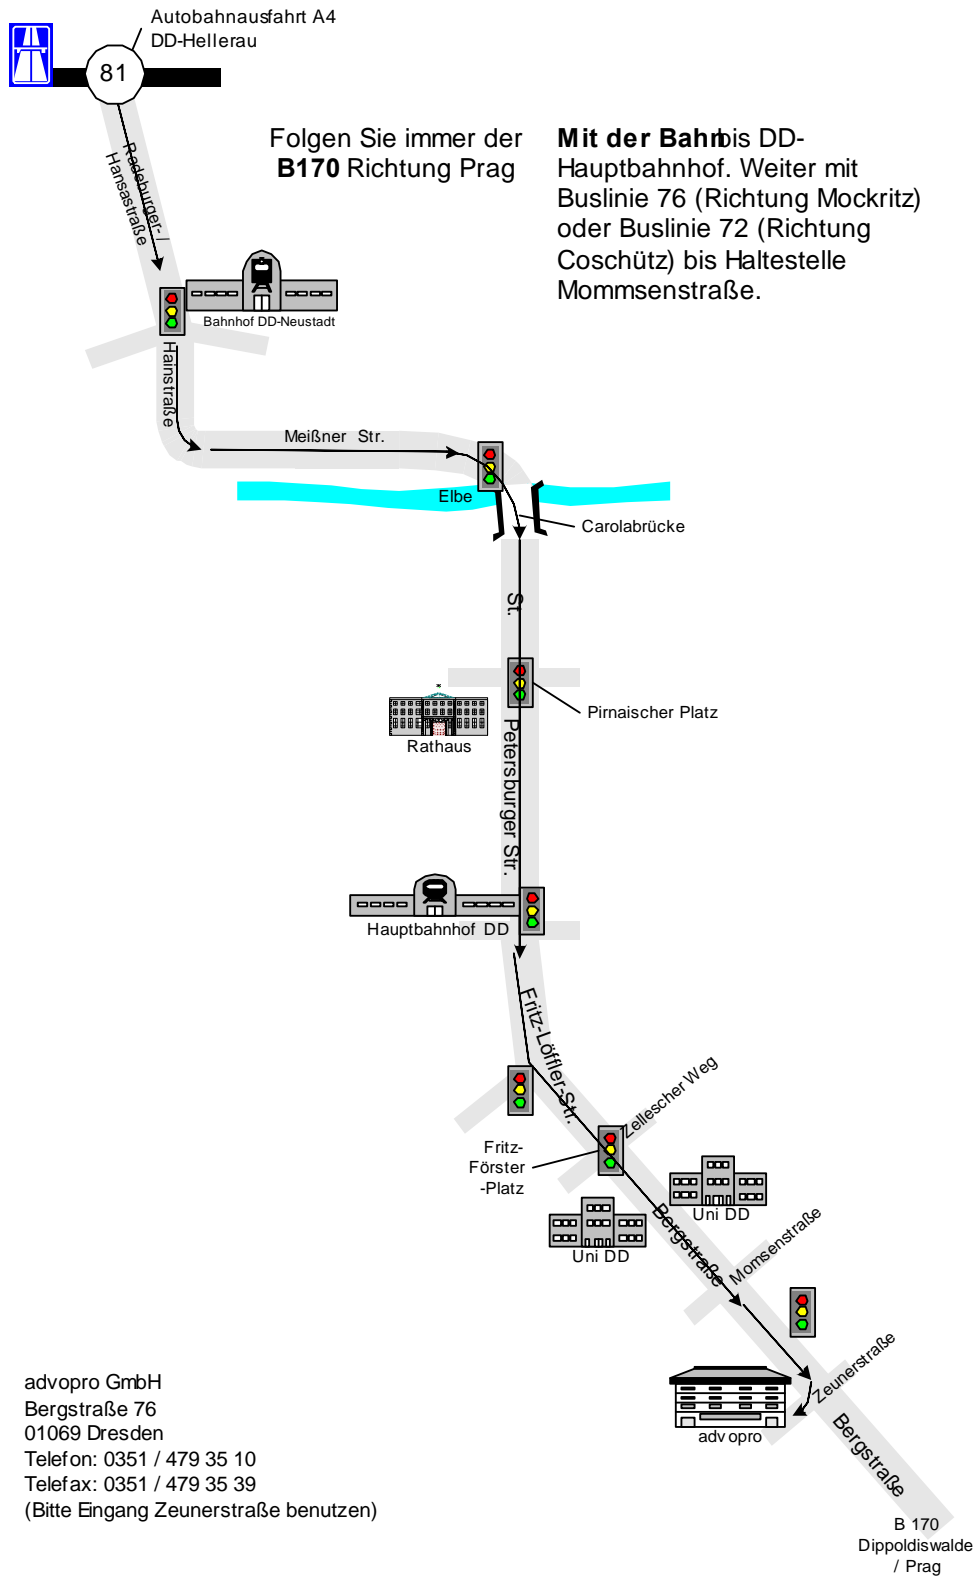 Autobahnausfahrt A4
DD-Hellerau
81
Folgen Sie immer der
B170 Richtung Prag
Mit der Bahn bis DD-
Hauptbahnhof. Weiter mit
Buslinie 76 (Richtung Mockritz)
oder Buslinie 72 (Richtung
Coschütz) bis Haltestelle
Mommsenstraße.
Radeburger-/
Hansastraße
Bahnhof DD-Neustadt
Hainstraße
Meißner Str.
Elbe
Carolabrücke
St.
Pirnaischer Platz
Rathaus
Petersburger Str.
Hauptbahnhof DD
Fritz-Löffler-Str.
Zellescher Weg
Fritz-
Förster
-Platz
Uni DD
Uni DD
Bergstraße
Momsenstraße
Zeunerstraße
advopro
Bergstraße
advopro GmbH
Bergstraße 76
01069 Dresden
Telefon: 0351 / 479 35 10
Telefax: 0351 / 479 35 39
(Bitte Eingang Zeunerstraße benutzen)
B 170
Dippoldiswalde
/ Prag